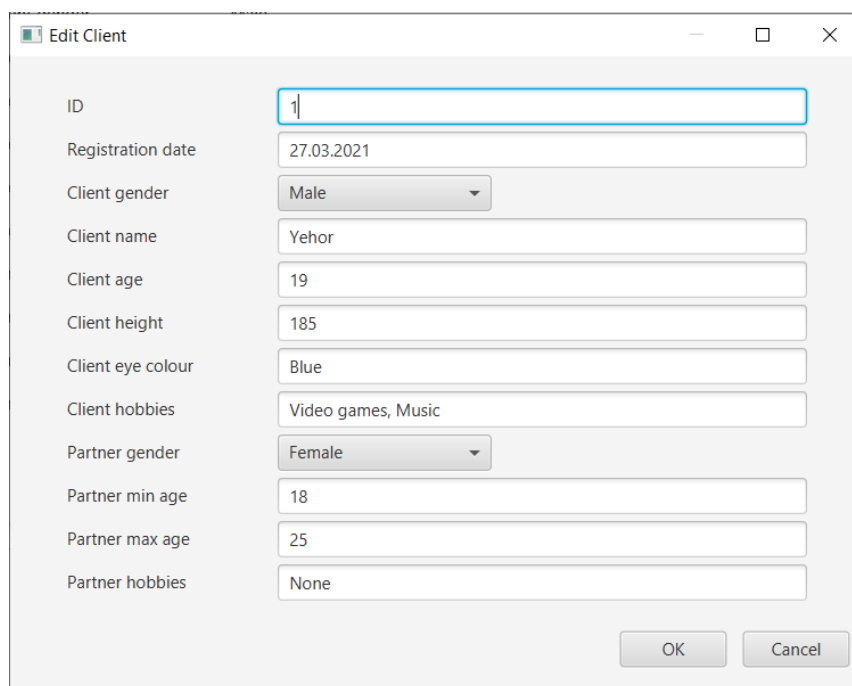 Edit Client
ID 1
Registration date 27.03.2021
Client gender Male
Client name Yehor
Client age 19
Client height 185
Client eye colour Blue
Client hobbies Video games, Music
Partner gender Female
Partner min age 18
Partner max age 25
Partner hobbies None
OK Cancel